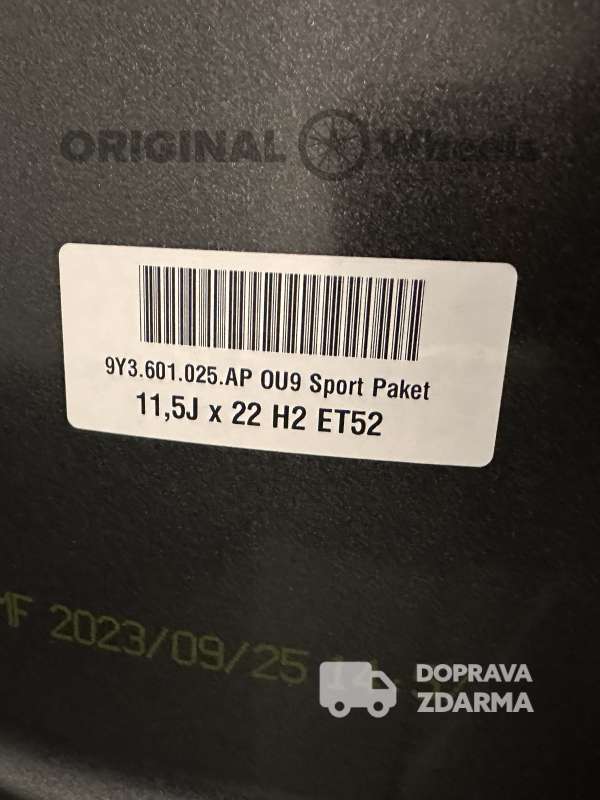 ORIGINAL Wheels
9Y3.601.025.AP OU9 Sport Paket
11,5J x 22 H2 ET52
MF 2023/09/25
DOPRAVA
ZDARMA